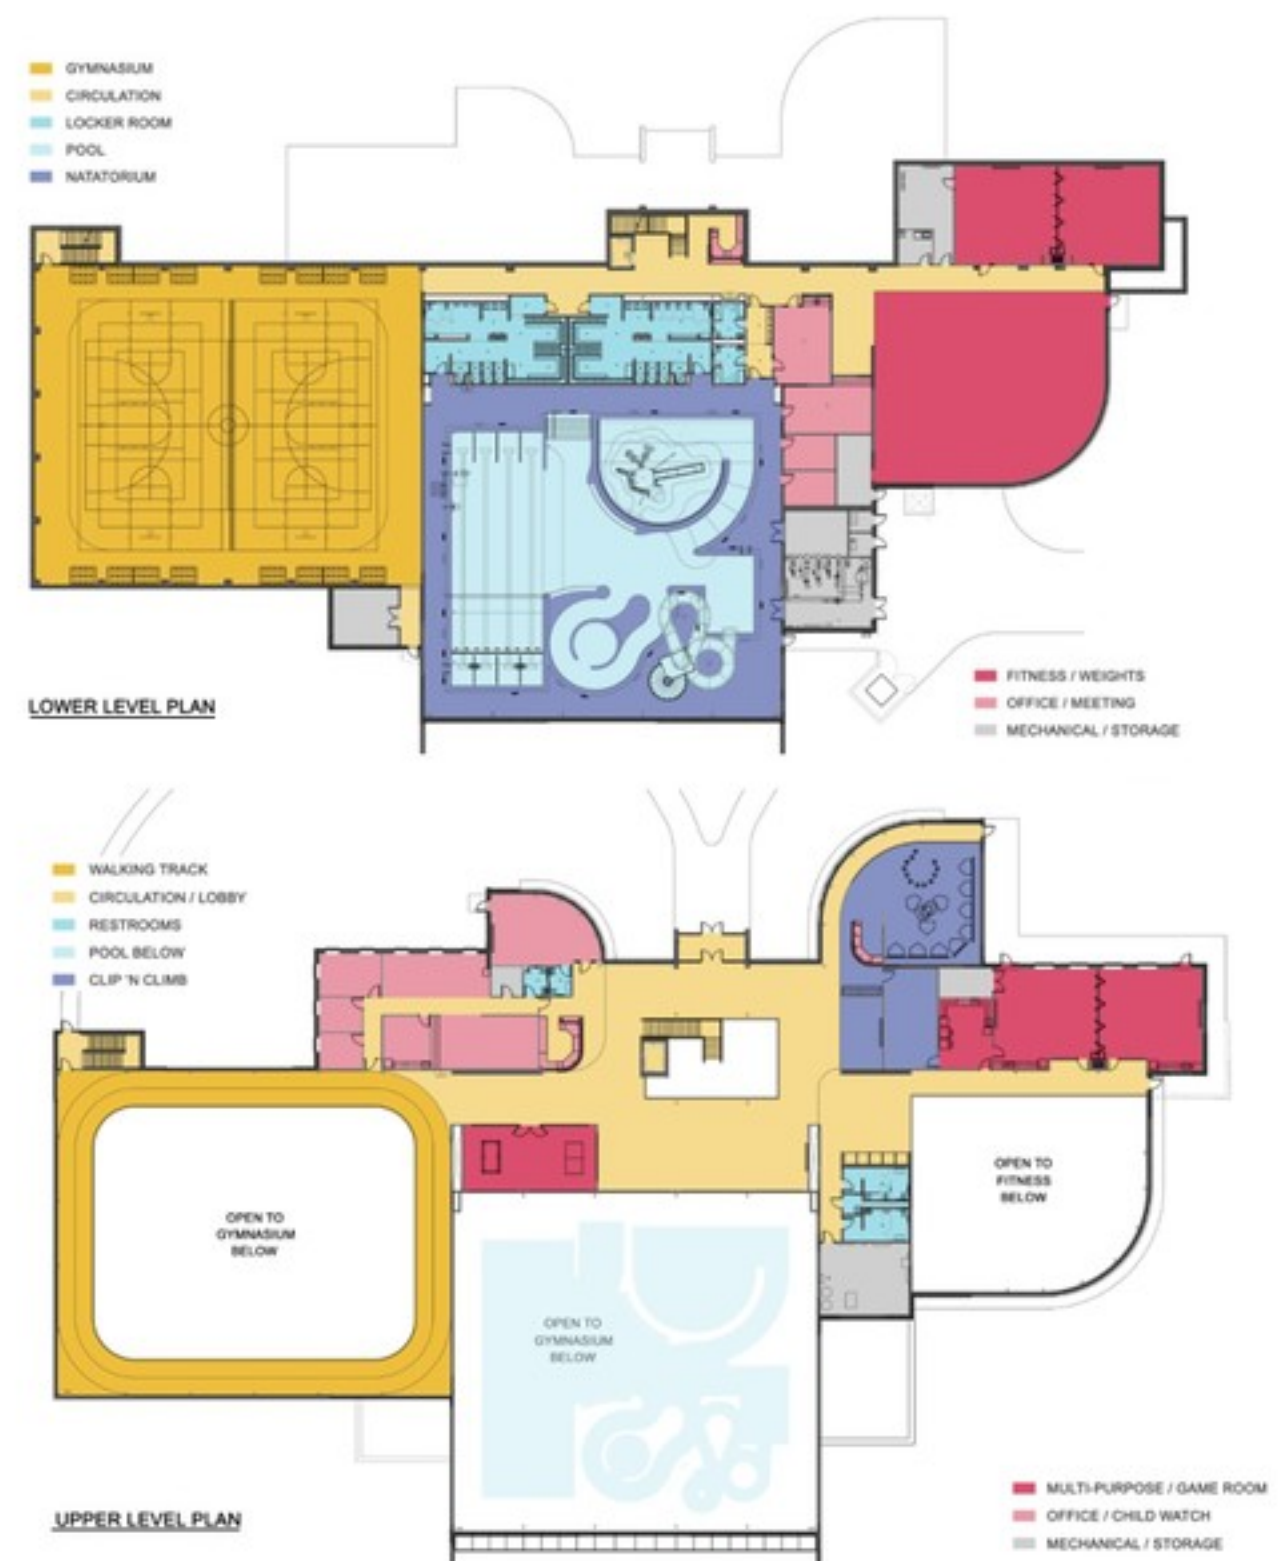 GYMNASIUM
CIRCULATION
LOCKER ROOM
POOL
NATATORIUM
LOWER LEVEL PLAN
FITNESS / WEIGHTS
OFFICE / MEETING
MECHANICAL / STORAGE
WALKING TRACK
CIRCULATION / LOBBY
RESTROOMS
POOL BELOW
CLIP 'N CLIMB
OPEN TO
FITNESS
BELOW
OPEN TO
GYMNASIUM
BELOW
OPEN TO
GYMNASIUM
BELOW
UPPER LEVEL PLAN
MULTI-PURPOSE / GAME ROOM
OFFICE / CHILD WATCH
MECHANICAL / STORAGE